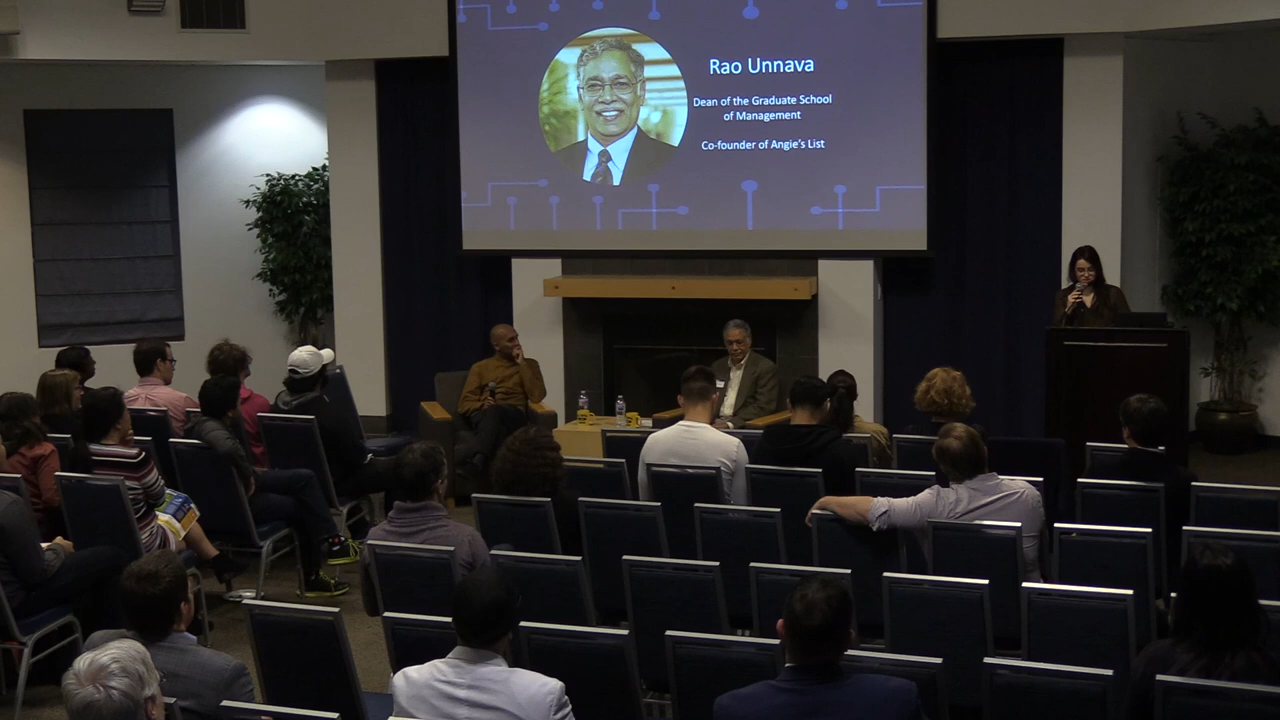 Rao Unnava
Dean of the Graduate School
of Management
Co-founder of Angie's List